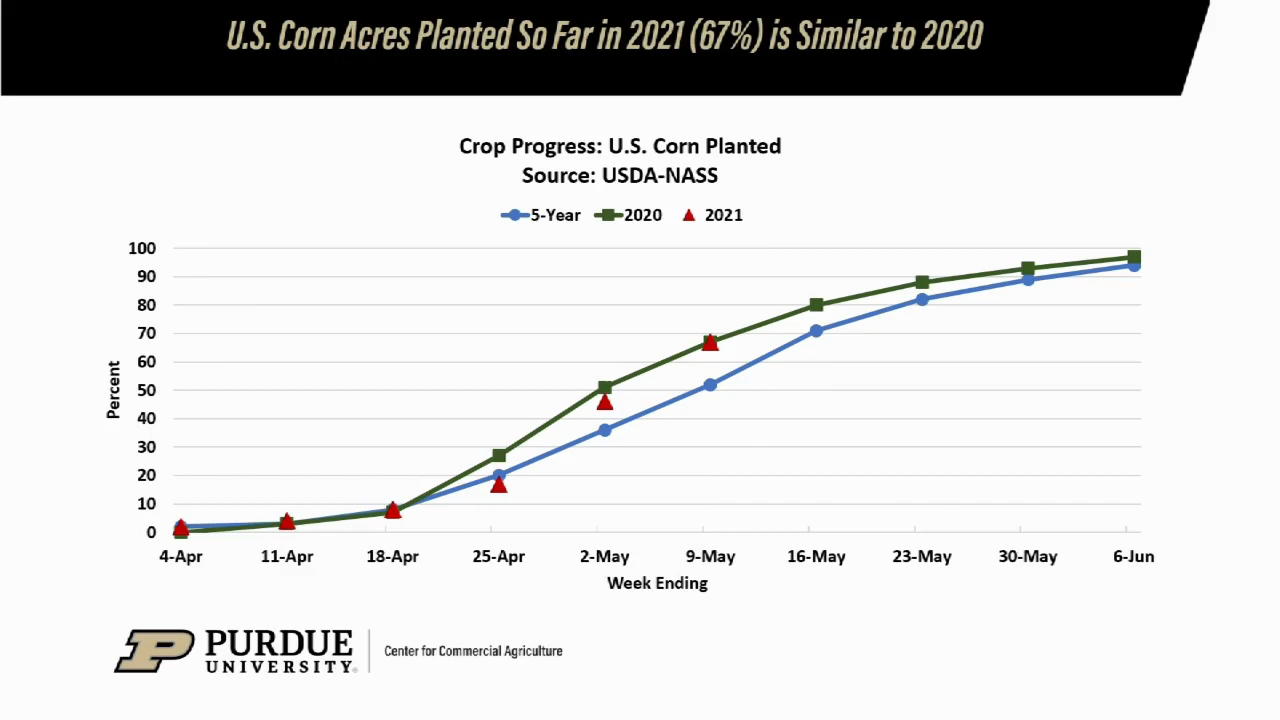 U.S. Corn Acres Planted So Far in 2021 (67%) is Similar to 2020
Crop Progress: U.S. Corn Planted
Source: USDA-NASS
5-Year 2020 2021
100
90
80
70
60
50
40
30
20
10
0
Percent
4-Apr 11-Apr 18-Apr 25-Apr 2-May 9-May 16-May 23-May 30-May 6-Jun
Week Ending
P PURDUE
UNIVERSITY®
Center for Commercial Agriculture